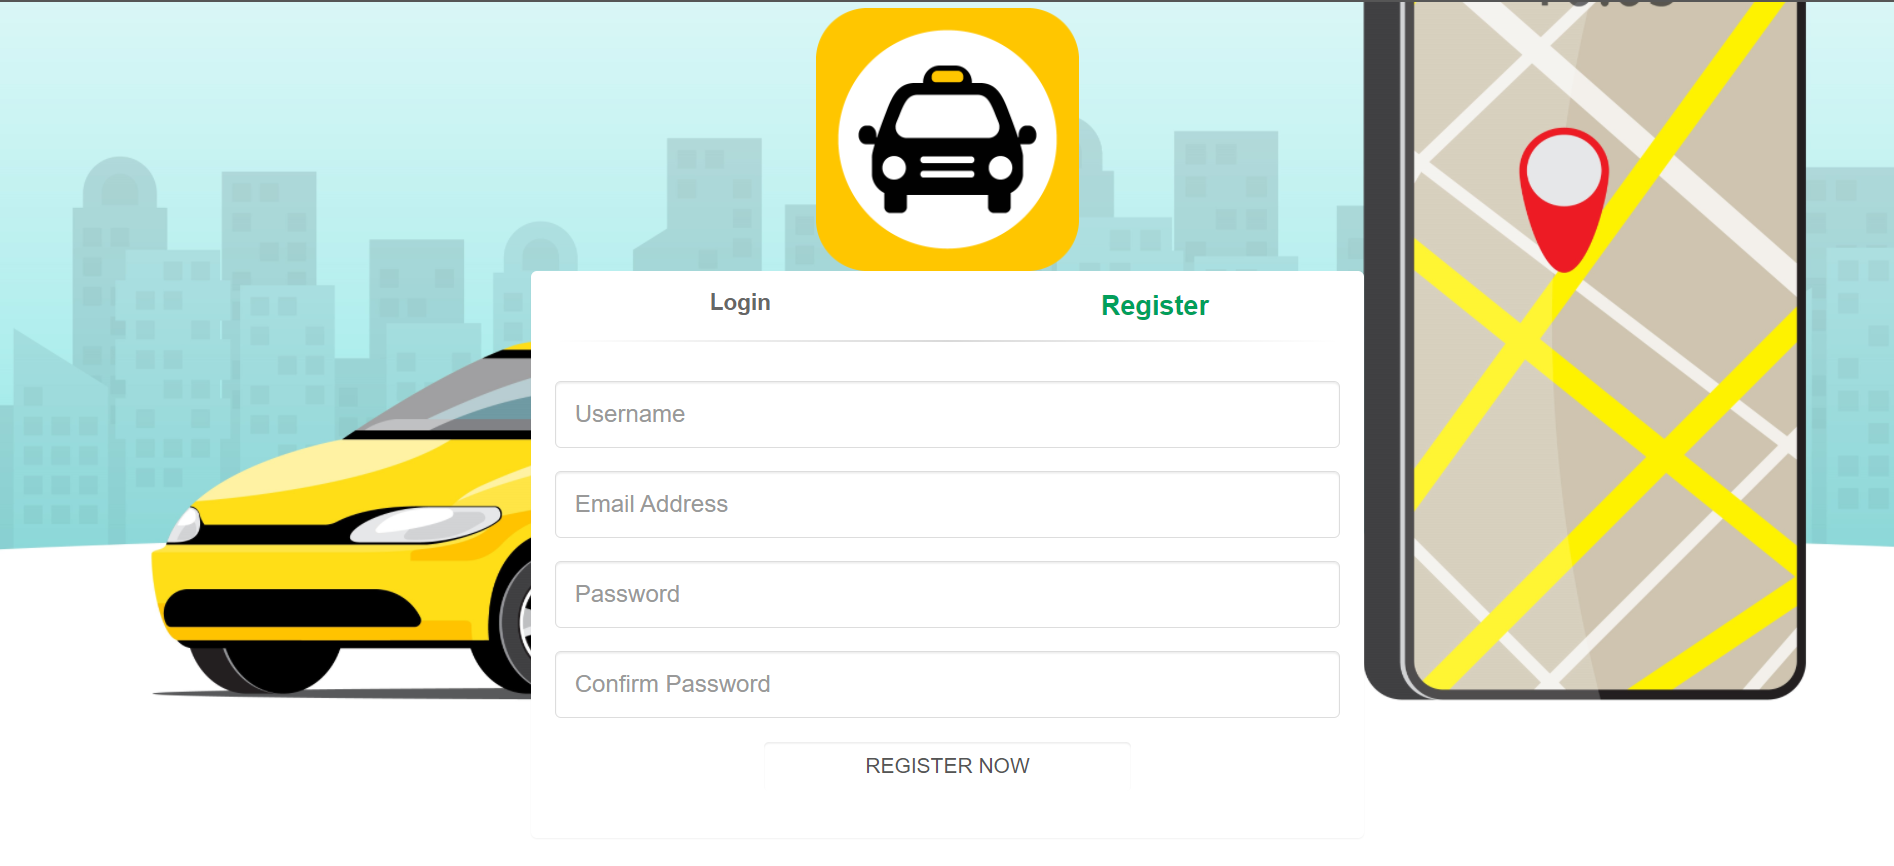 Login
Register
Username
Email Address
Password
Confirm Password
REGISTER NOW